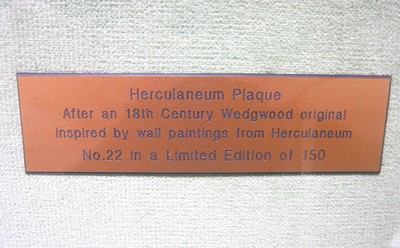 Herculaneum Plaque
After an 18th Century Wedgwood original
inspired by wall paintings from Herculaneum
No.22 in a Limited Edition of 150